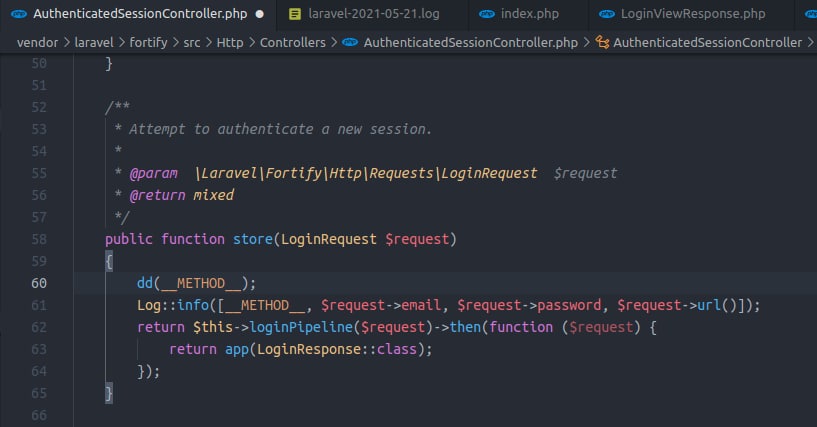 AuthenticatedSessionController.php ● laravel-2021-05-21.log index.php LoginViewResponse.php
vendor > laravel > fortify > src > Http > Controllers > AuthenticatedSessionController.php > AuthenticatedSessionController >
50 }
51
52 /**
53 * Attempt to authenticate a new session.
54 *
55 * @param  \Laravel\Fortify\Http\Requests\LoginRequest  $request
56 * @return mixed
57 */
58 public function store(LoginRequest $request)
59 {
60 dd(__METHOD__);
61 Log::info([__METHOD__, $request->email, $request->password, $request->url()]);
62 return $this->loginPipeline($request)->then(function ($request) {
63 return app(LoginResponse::class);
64 });
65 }
66